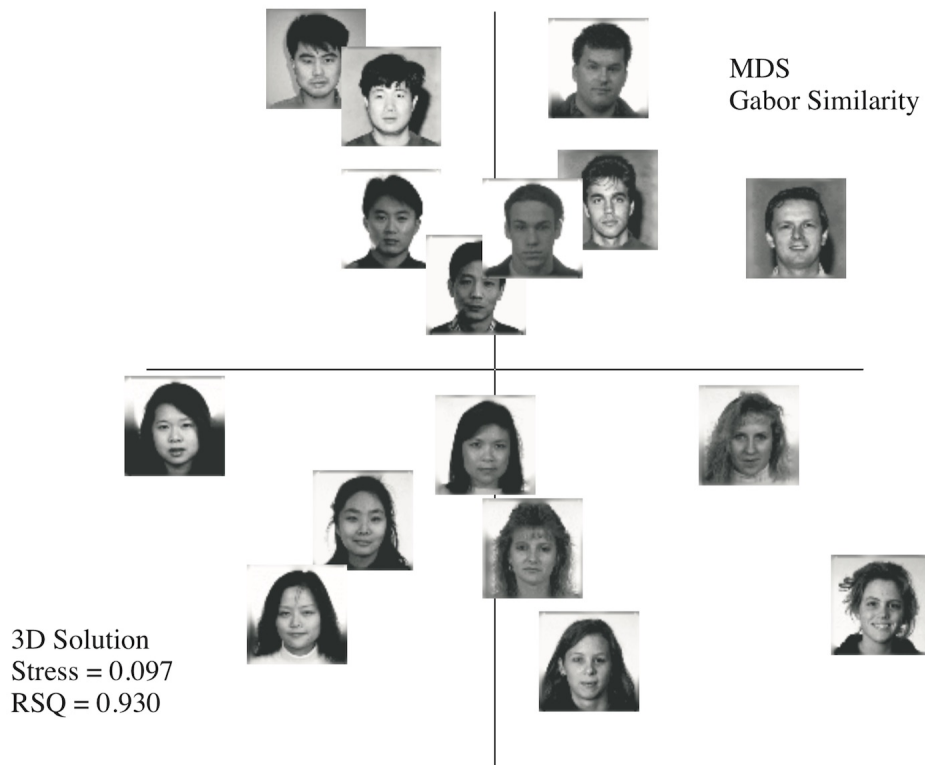 MDS
Gabor Similarity
3D Solution
Stress = 0.097
RSQ = 0.930